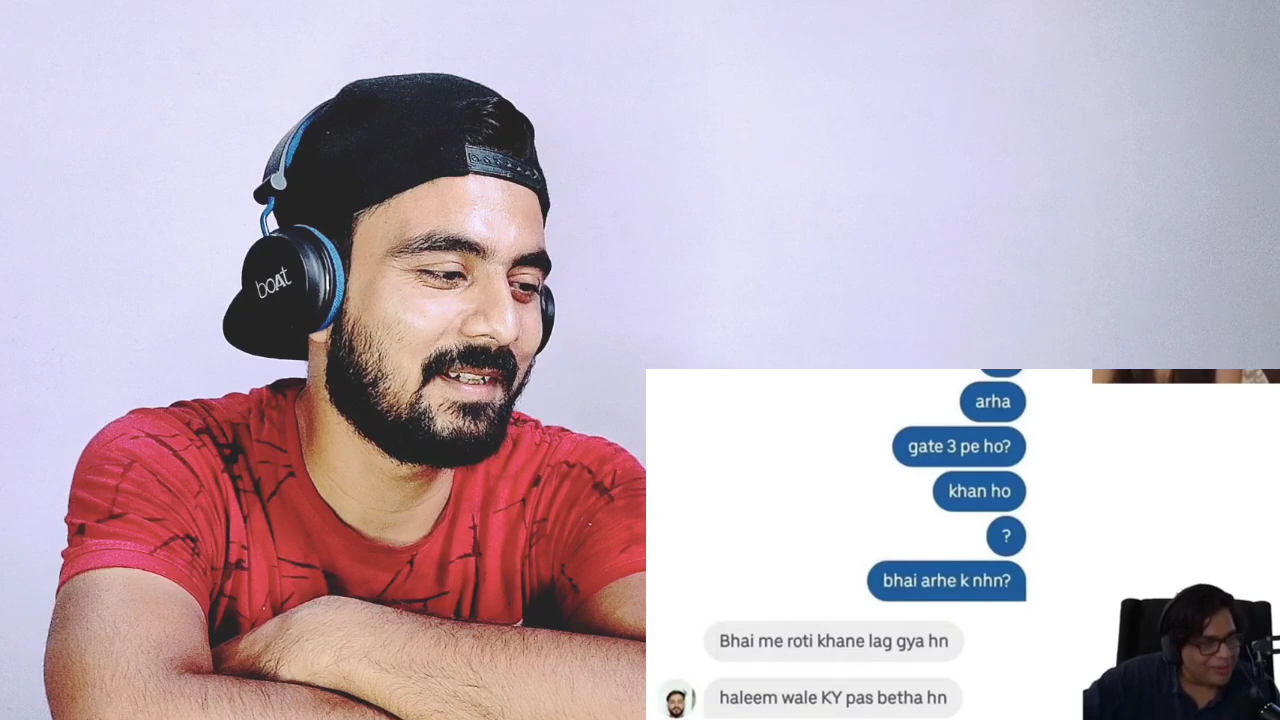 boAt
arha
gate 3 pe ho?
khan ho
?
bhai arhe k nhn?
Bhai me roti khane lag gya hn
haleem wale KY pas betha hn